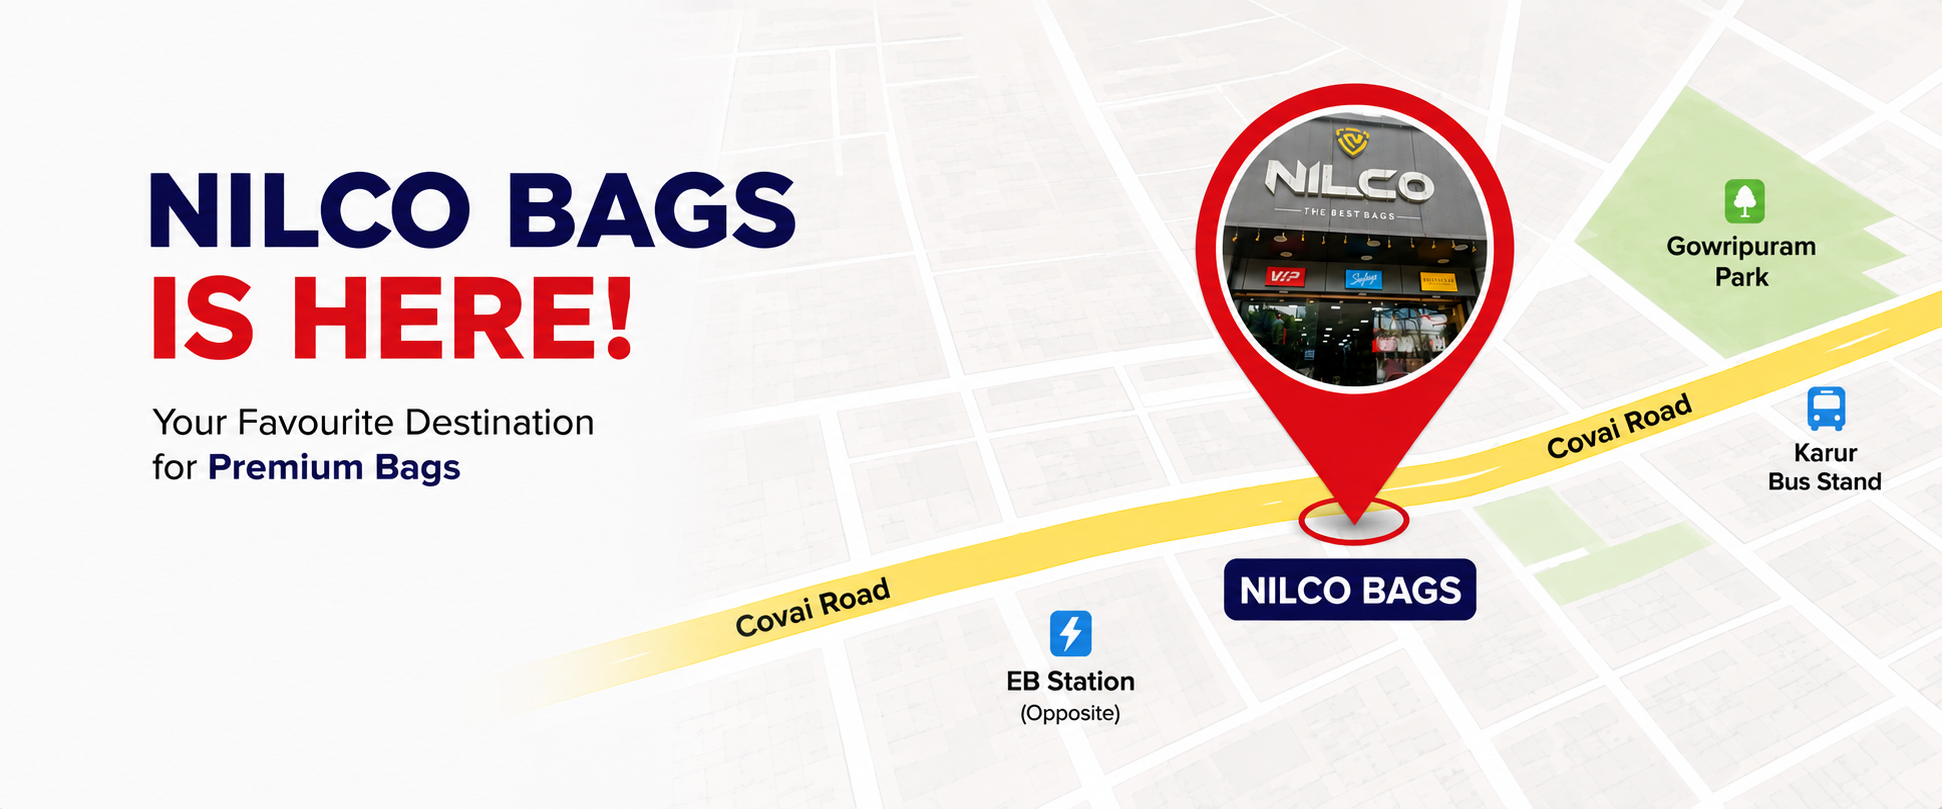 NILCO BAGS
IS HERE!
Your Favourite Destination
for Premium Bags
NILCO
THE BEST BAGS
VIP
Skybags
Gowripuram
Park
Covai Road
Karur
Bus Stand
NILCO BAGS
Covai Road
EB Station
(Opposite)